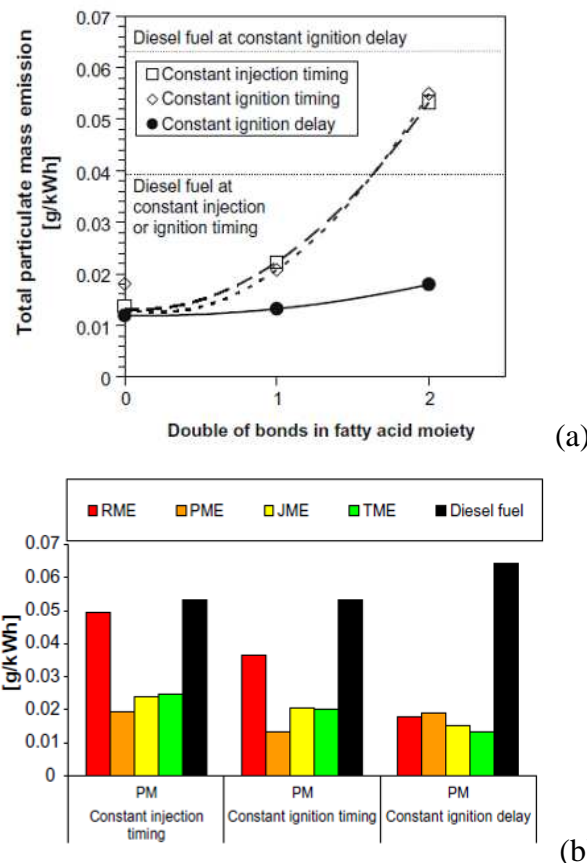 0.07
0.06
0.05
0.04
0.03
0.02
0.01
0
Total particulate mass emission
[g/kWh]
Diesel fuel at constant ignition delay
Constant injection timing
Constant ignition timing
Constant ignition delay
Diesel fuel at
constant injection
or ignition timing
0 1 2
Double of bonds in fatty acid moiety
(a)
RME PME JME TME Diesel fuel
0.07
0.06
0.05
0.04
0.03
0.02
0.01
0
[g/kWh]
PM PM PM
Constant injection
timing
Constant ignition timing
Constant ignition delay
(b